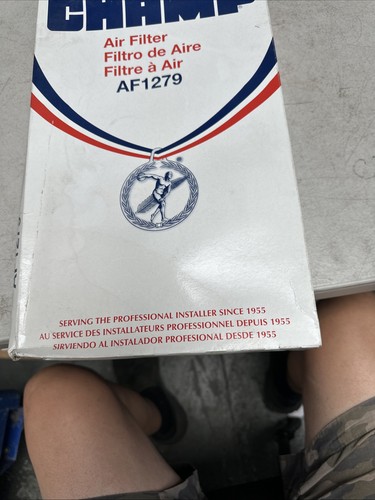 CHAMP
Air Filter
Filtro de Aire
Filtre à Air
AF1279
SERVING THE PROFESSIONAL INSTALLER SINCE 1955
AU SERVICE DES INSTALLATEURS PROFESSIONNEL DEPUIS 1955
SIRVIENDO AL INSTALADOR PROFESIONAL DESDE 1955